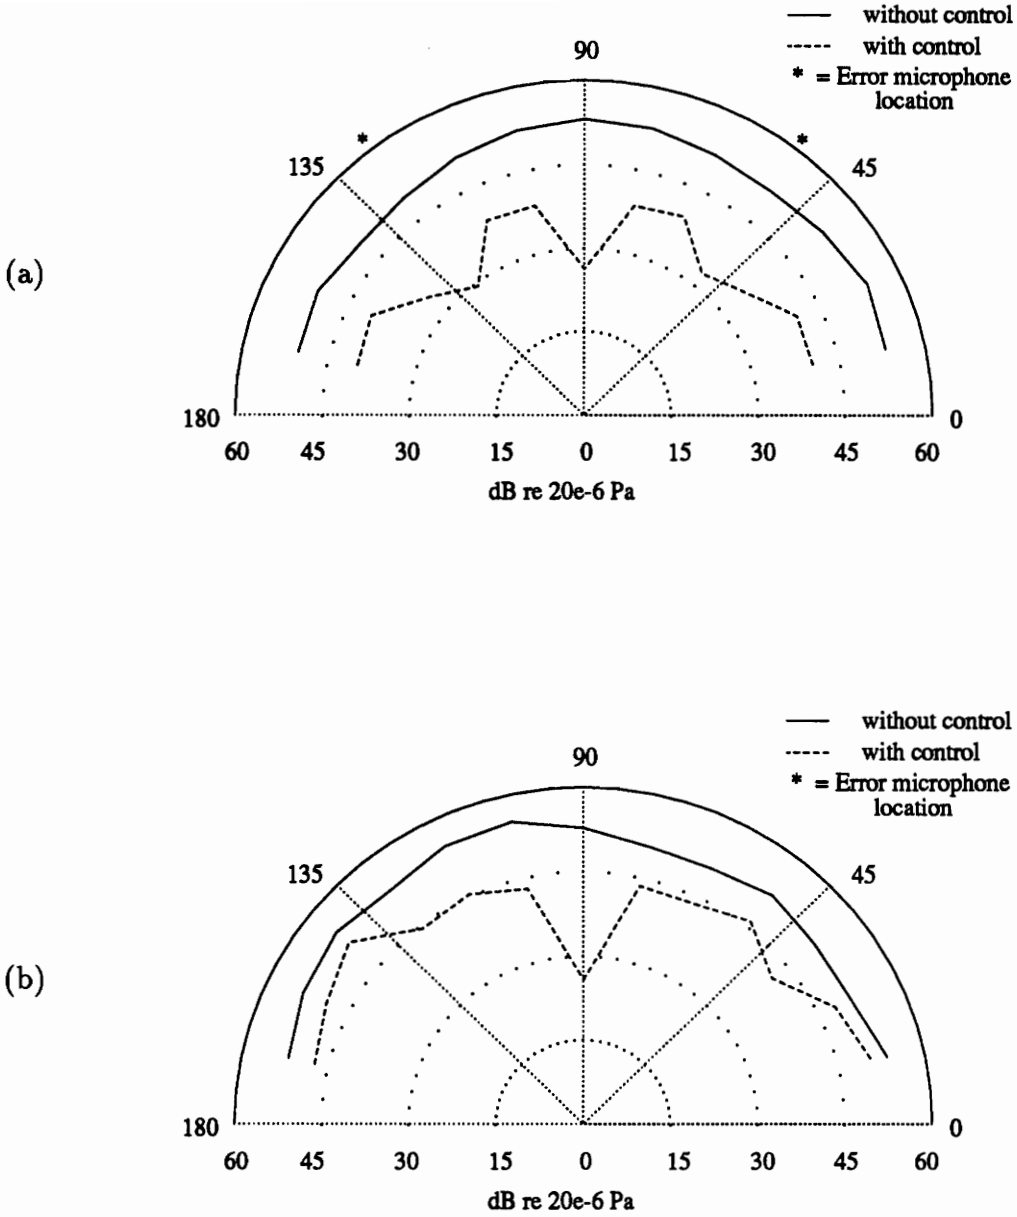 without control
with control
* = Error microphone
location
90
135
45
(a)
180
0
60 45 30 15 0 15 30 45 60
dB re 20e-6 Pa
without control
with control
* = Error microphone
location
90
135
45
(b)
180
0
60 45 30 15 0 15 30 45 60
dB re 20e-6 Pa